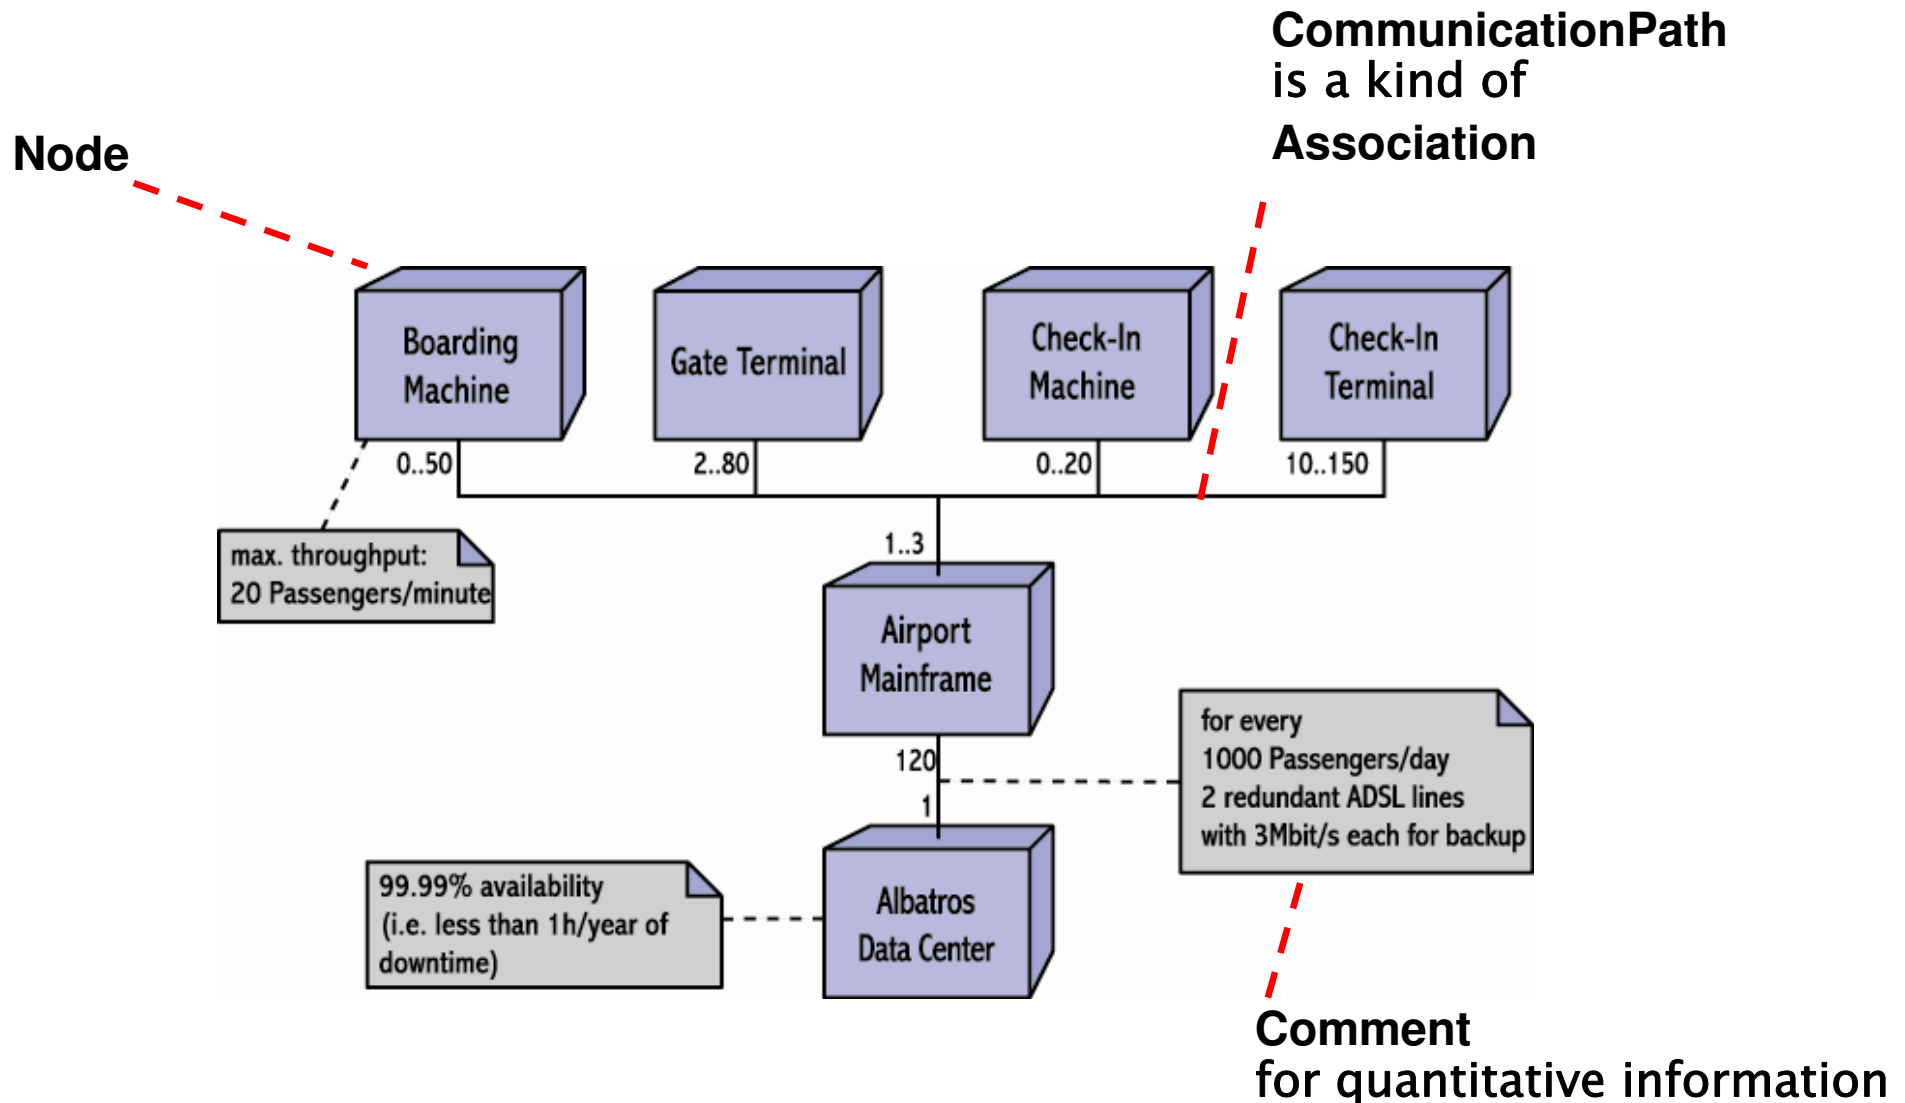 CommunicationPath
is a kind of
Association
Node
Boarding
Machine
Gate Terminal
Check-In
Machine
Check-In
Terminal
0..50
2..80
0..20
10..150
max. throughput:
20 Passengers/minute
1..3
Airport
Mainframe
120
1
for every
1000 Passengers/day
2 redundant ADSL lines
with 3Mbit/s each for backup
99.99% availability
(i.e. less than 1h/year of
downtime)
Albatros
Data Center
Comment
for quantitative information